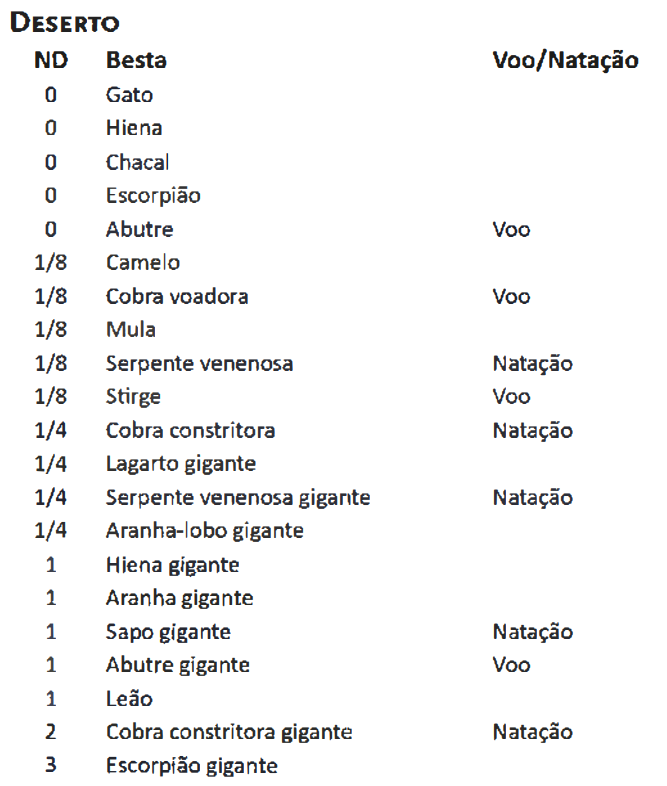 DESERTO
ND Besta Voo/Natação
0 Gato
0 Hiena
0 Chacal
0 Escorpião
0 Abutre Voo
1/8 Camelo
1/8 Cobra voadora Voo
1/8 Mula
1/8 Serpente venenosa Natação
1/8 Stirge Voo
1/4 Cobra constritora Natação
1/4 Lagarto gigante
1/4 Serpente venenosa gigante Natação
1/4 Aranha-lobo gigante
1 Hiena gigante
1 Aranha gigante
1 Sapo gigante Natação
1 Abutre gigante Voo
1 Leão
2 Cobra constritora gigante Natação
3 Escorpião gigante